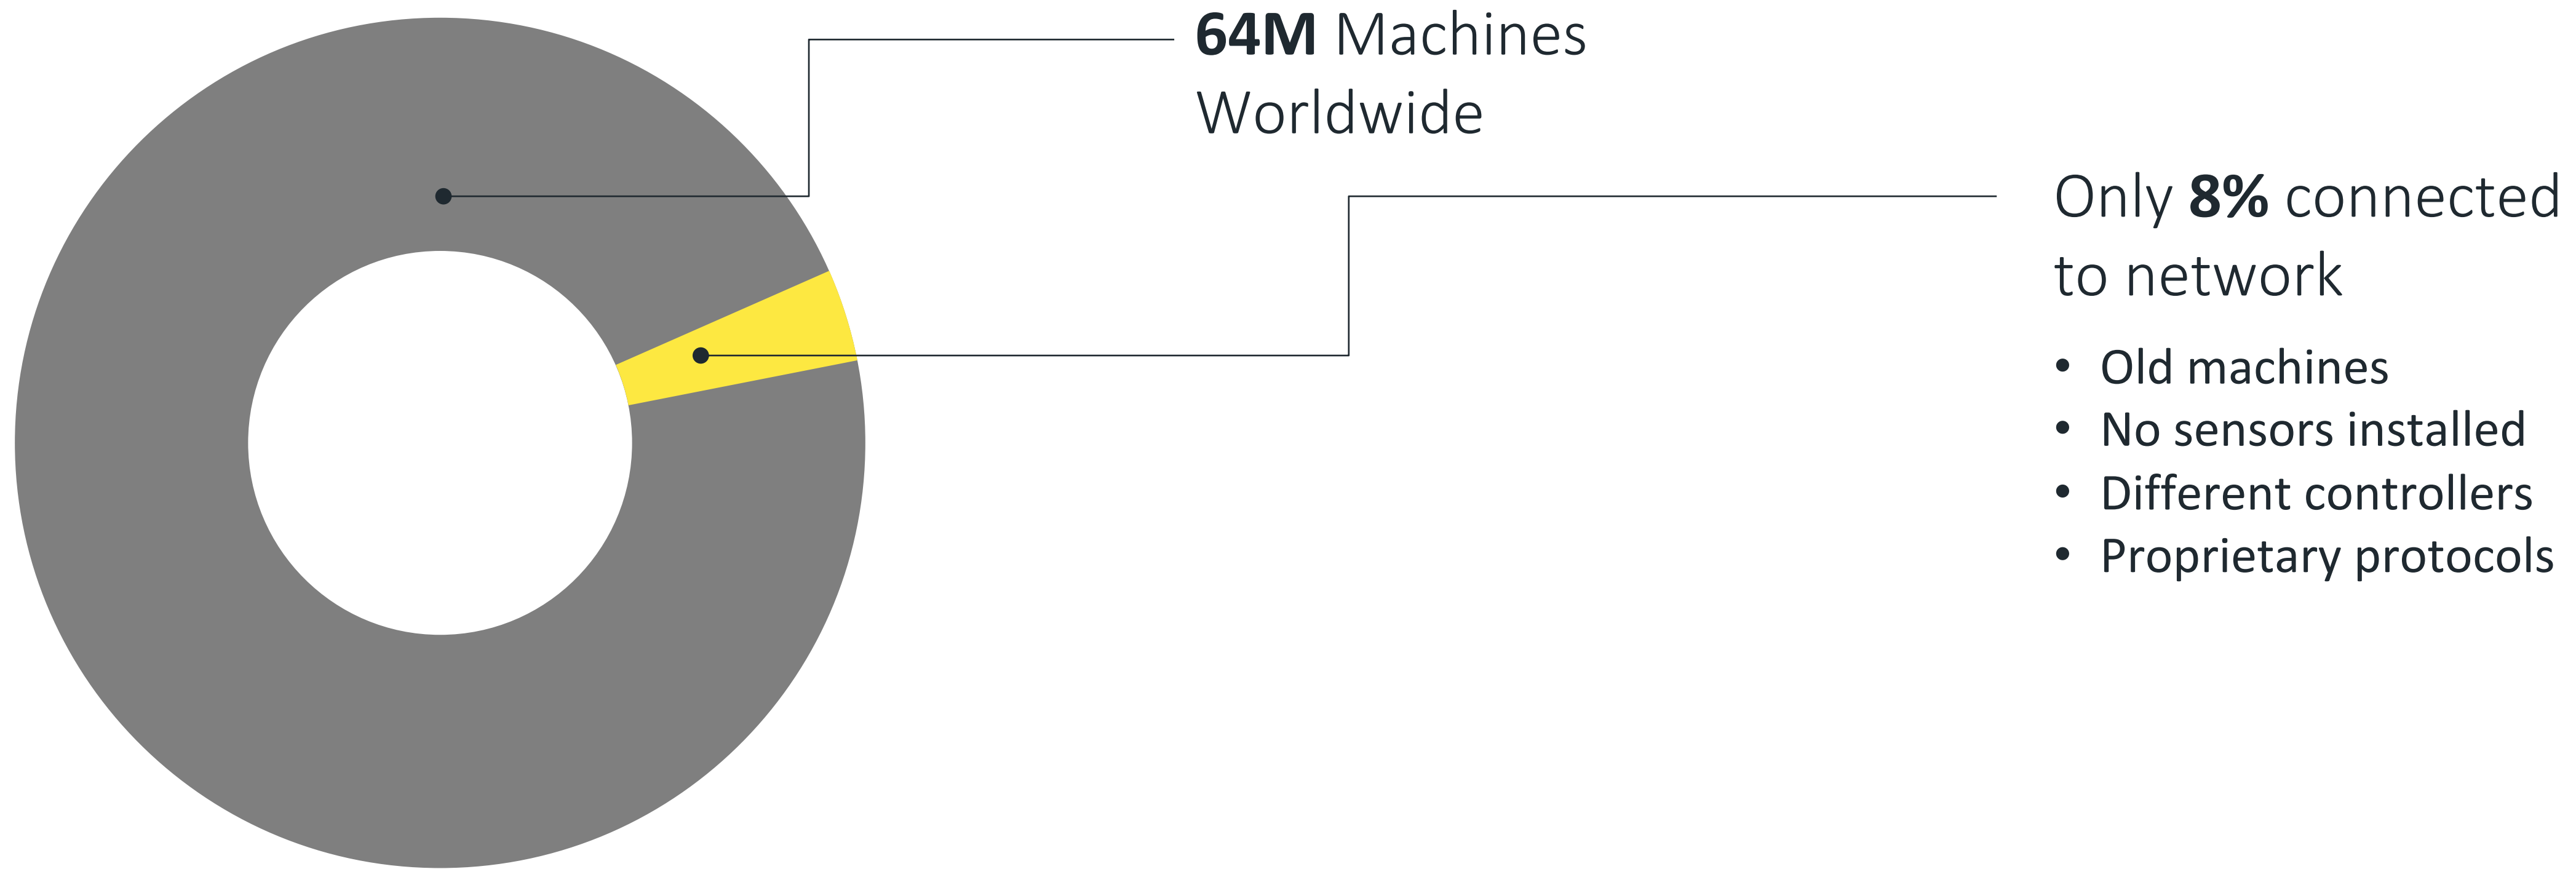 64M Machines
Worldwide
Only 8% connected
to network
• Old machines
• No sensors installed
• Different controllers
• Proprietary protocols